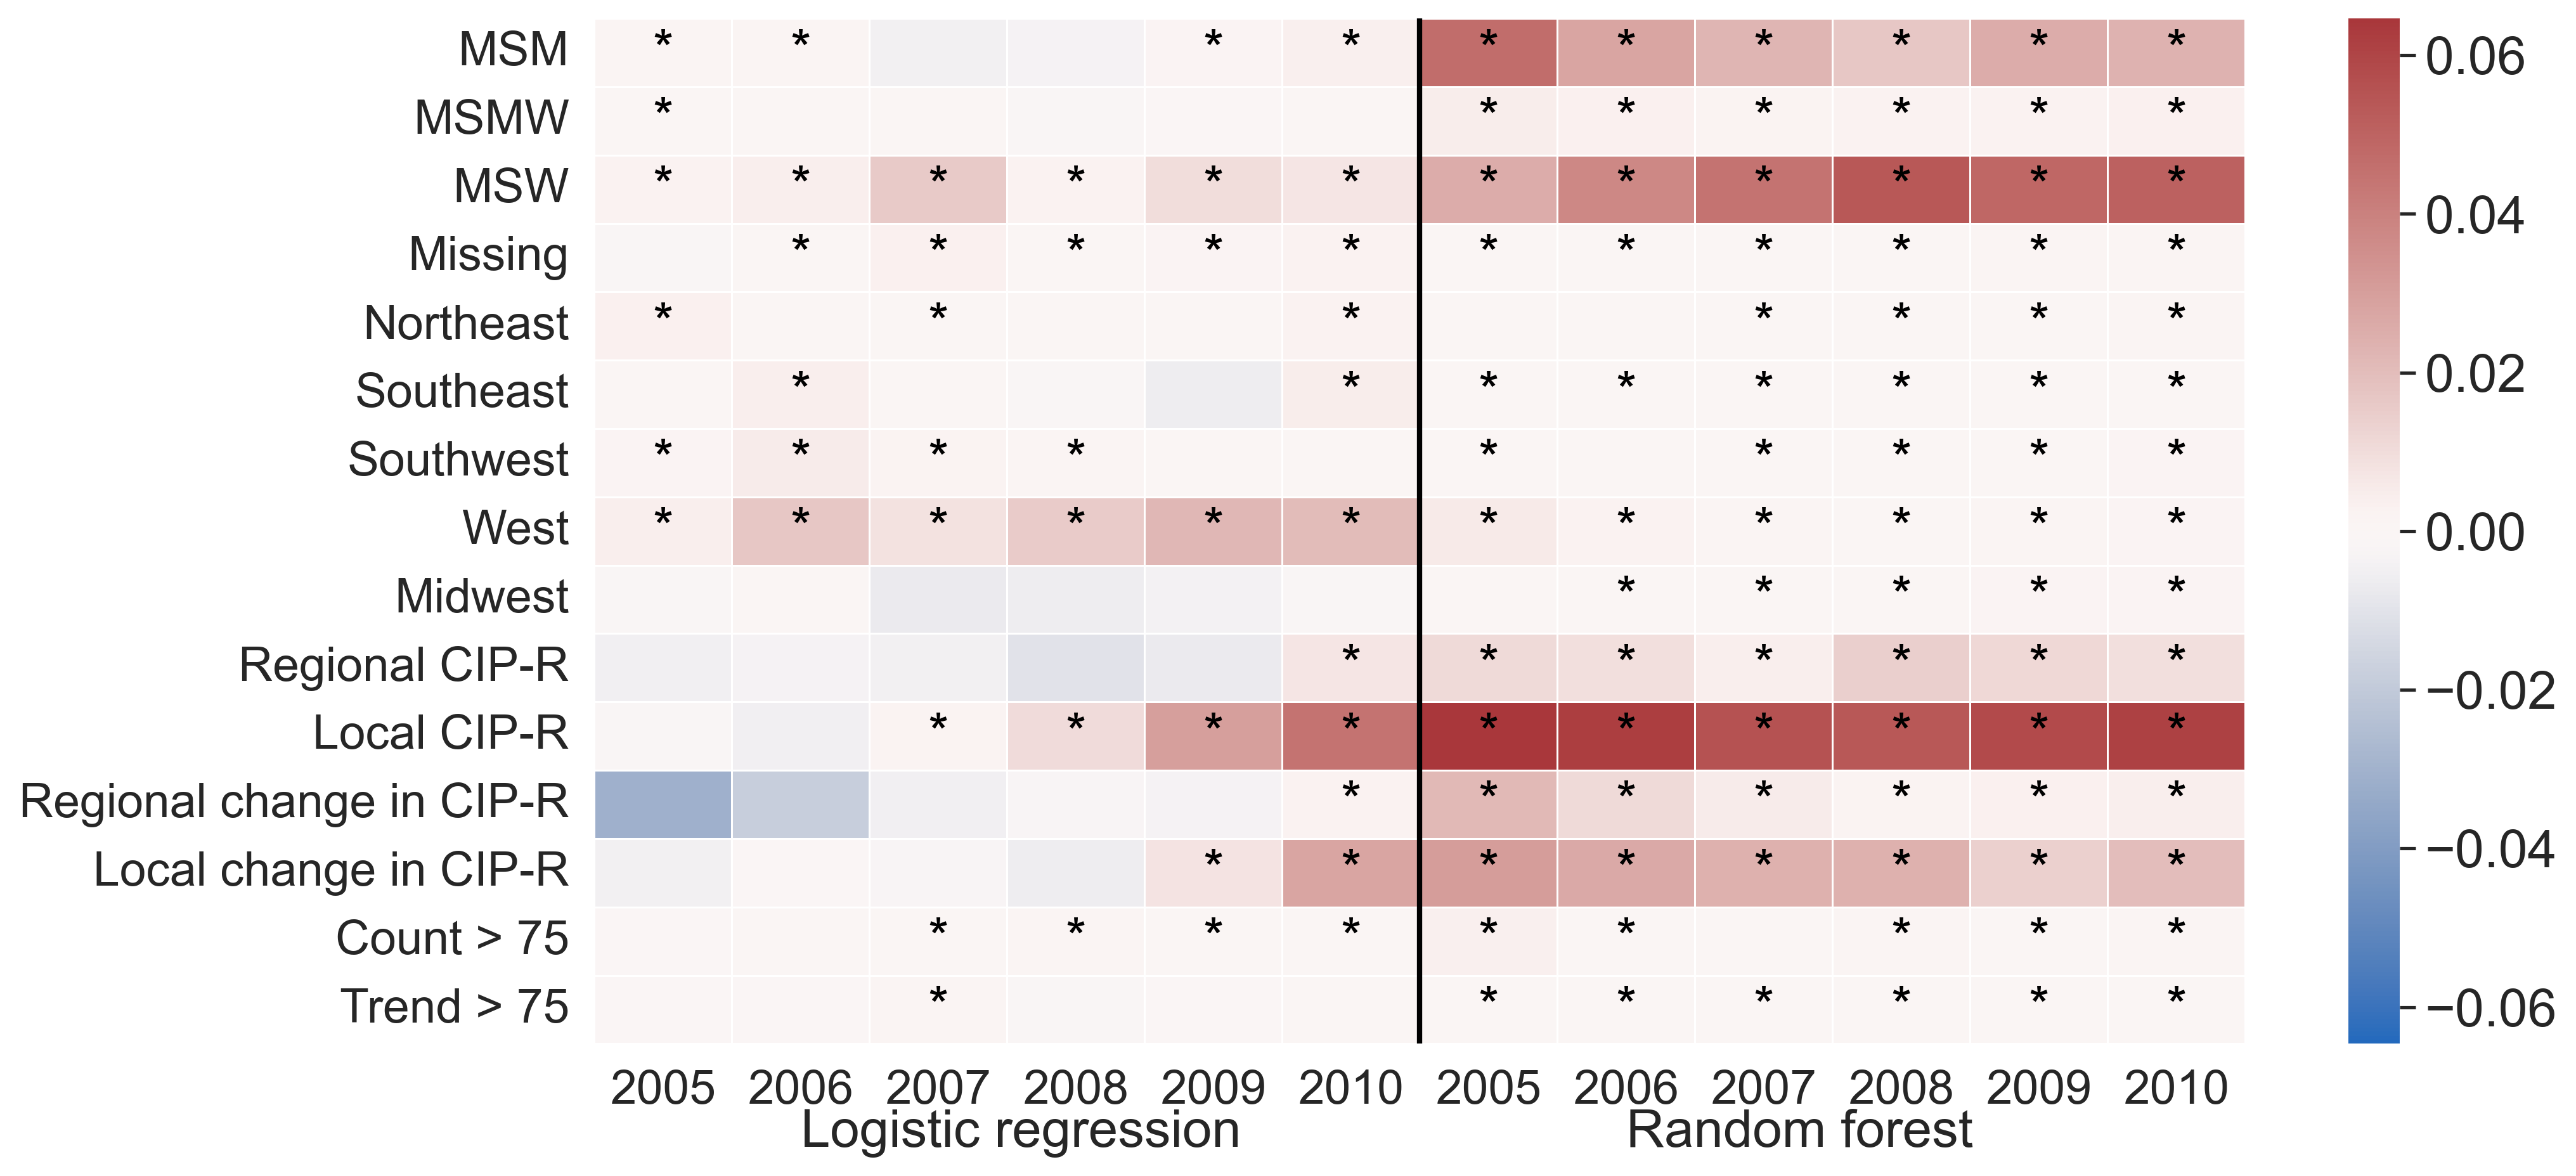 MSM * * * * * * * * * *
MSMW * * * * * * *
MSW * * * * * * * * * * * *
Missing * * * * * * * * * * *
Northeast * * * * * * *
Southeast * * * * * * * *
Southwest * * * * * * * * *
West * * * * * * * * * * * *
Midwest * * * * *
Regional CIP-R * * * * * * *
Local CIP-R * * * * * * * * * *
Regional change in CIP-R * * * * * * *
Local change in CIP-R * * * * * * * *
Count > 75 * * * * * * * * *
Trend > 75 * * * * * * *
2005 2006 2007 2008 2009 2010 2005 2006 2007 2008 2009 2010
Logistic regression Random forest
0.06
0.04
0.02
0.00
−0.02
−0.04
−0.06